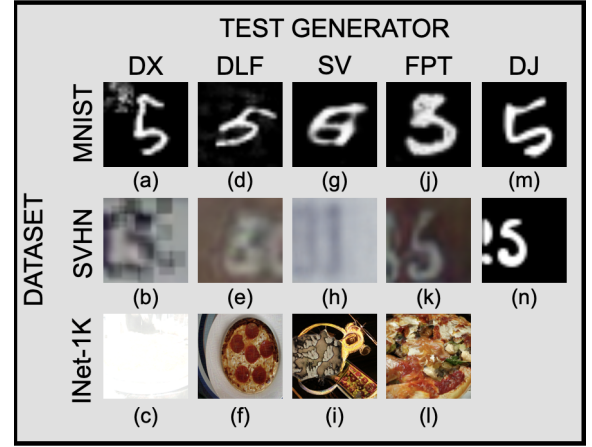 TEST GENERATOR
DX DLF SV FPT DJ
MNIST
(a) (d) (g) (j) (m)
DATASET
SVHN
(b) (e) (h) (k) (n)
INet-1K
(c) (f) (i) (l)